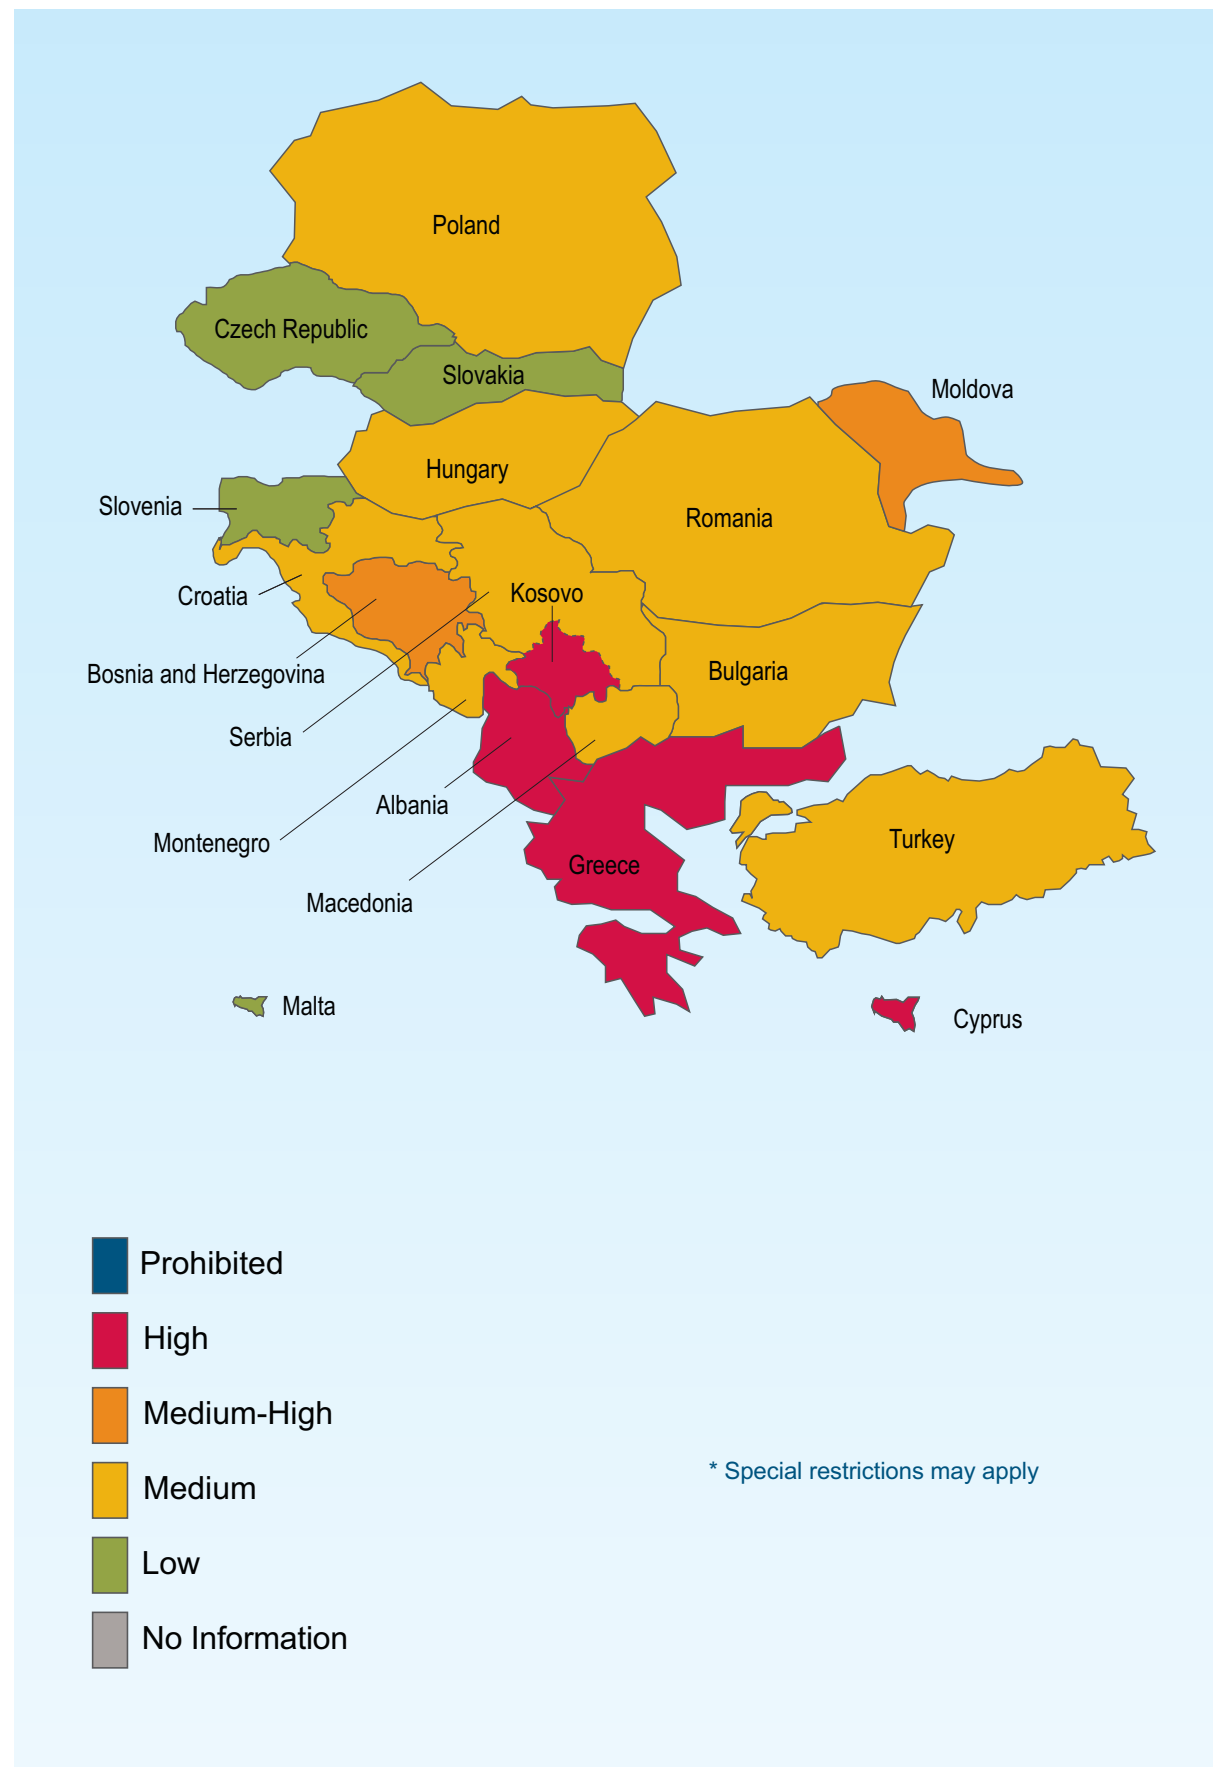 Poland
Czech Republic
Slovakia
Moldova
Hungary
Slovenia
Romania
Croatia
Kosovo
Bosnia and Herzegovina
Bulgaria
Serbia
Albania
Montenegro
Turkey
Greece
Macedonia
Malta
Cyprus
Prohibited
High
Medium-High
Medium
* Special restrictions may apply
Low
No Information